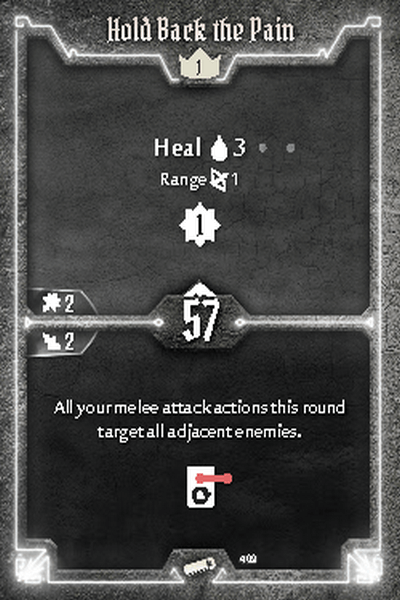 Hold Back the Pain
1
Heal 3
Range 1
1
2
57
2
All your melee attack actions this round
target all adjacent enemies.